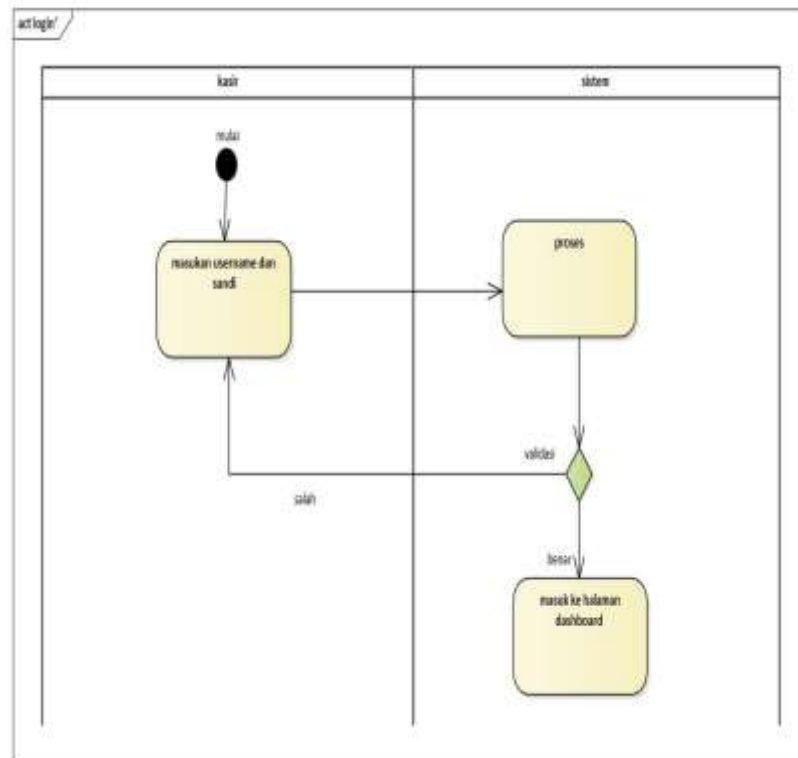 act login'
kasir
sistem
mulai
masukan username dan
sandi
proses
validasi
salah
benar
masuk ke halaman
dashboard